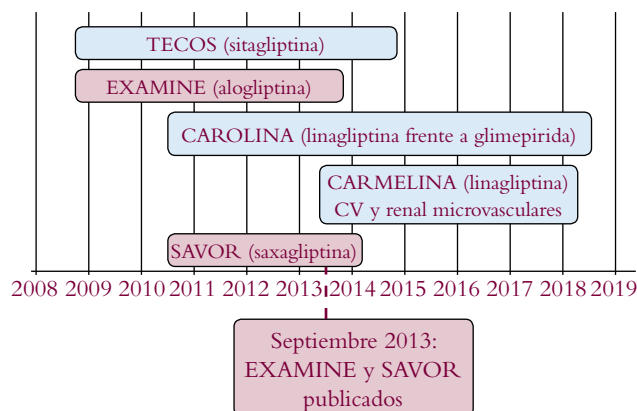 TECOS (sitagliptina)
EXAMINE (alogliptina)
CAROLINA (linagliptina frente a glimepirida)
CARMELINA (linagliptina)
CV y renal microvasculares
SAVOR (saxagliptina)
2008 2009 2010 2011 2012 2013 2014 2015 2016 2017 2018 2019
Septiembre 2013:
EXAMINE y SAVOR
publicados